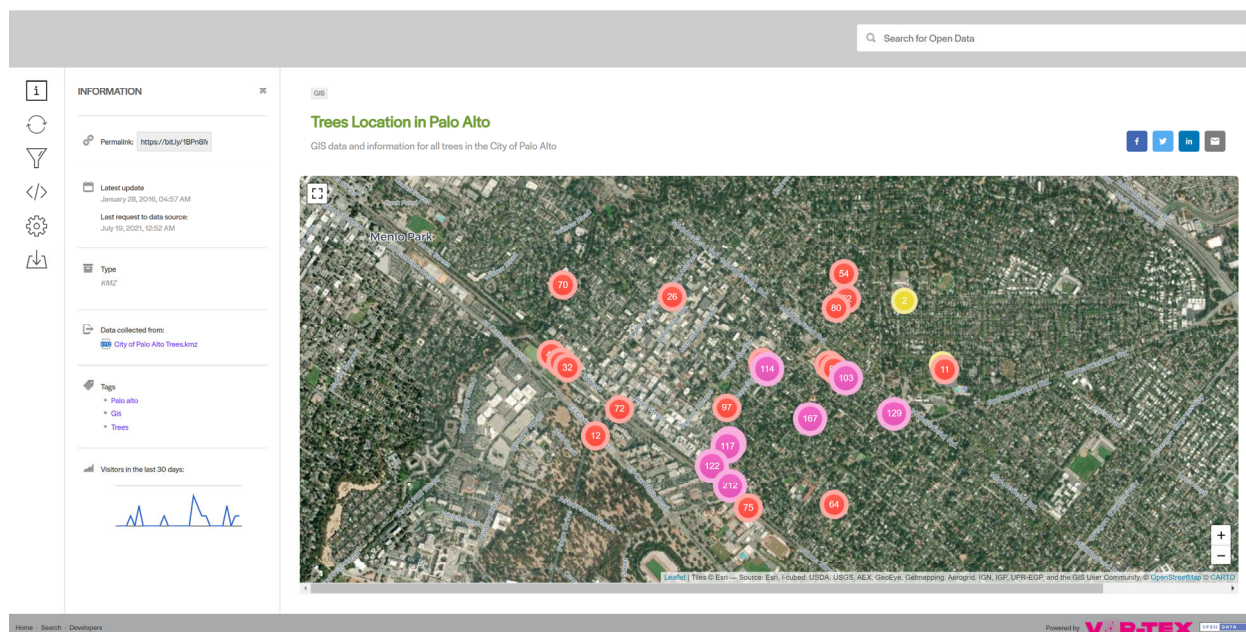 Search for Open Data
i
INFORMATION
Permalink: https://bit.ly/1BPn8N
Latest update
January 28, 2016, 04:57 AM
Last request to data source:
July 19, 2021, 12:52 AM
Type
KMZ
Data collected from:
KMZ City of Palo Alto Trees.kmz
Tags
Palo alto
Gis
Trees
Visitors in the last 30 days:
GIS
Trees Location in Palo Alto
GIS data and information for all trees in the City of Palo Alto
f
in
Menlo Park
54
70
26
80
2
32
114
103
11
72
97
167
129
12
117
122
212
75
64
+
−
Leaflet | Tiles © Esri — Source: Esri, i-cubed, USDA, USGS, AEX, GeoEye, Getmapping, Aerogrid, IGN, IGP, UPR-EGP, and the GIS User Community, © OpenStreetMap © CARTO
Home · Search · Developers
Powered by
OPEN DATA